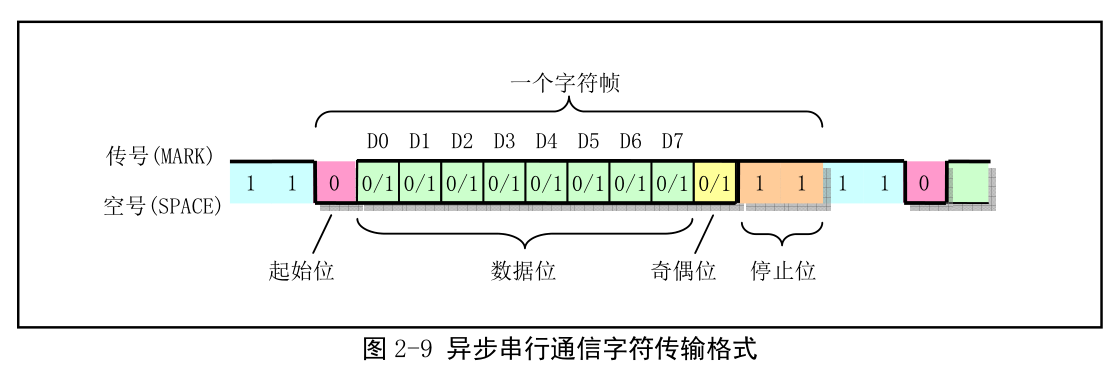 一个字符帧
D0 D1 D2 D3 D4 D5 D6 D7
传号(MARK)
1 1 0 0/1 0/1 0/1 0/1 0/1 0/1 0/1 0/1 0/1 1 1 1 1 0
空号(SPACE)
起始位 数据位 奇偶位 停止位
图 2-9 异步串行通信字符传输格式